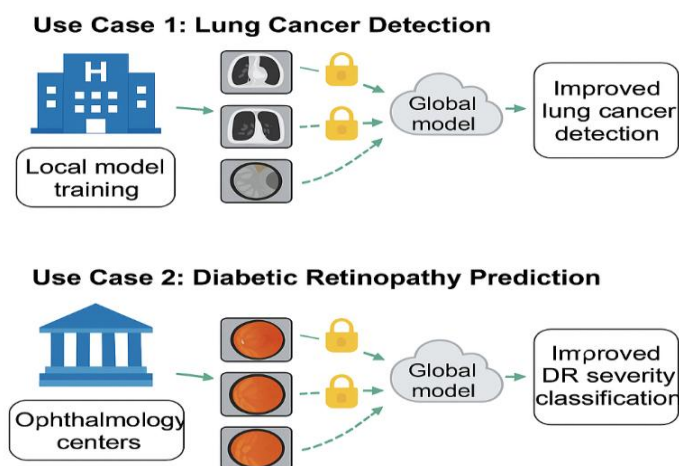 Use Case 1: Lung Cancer Detection
H
Local model
training
Global
model
Improved
lung cancer
detection
Use Case 2: Diabetic Retinopathy Prediction
Ophthalmology
centers
Global
model
Improved
DR severity
classification